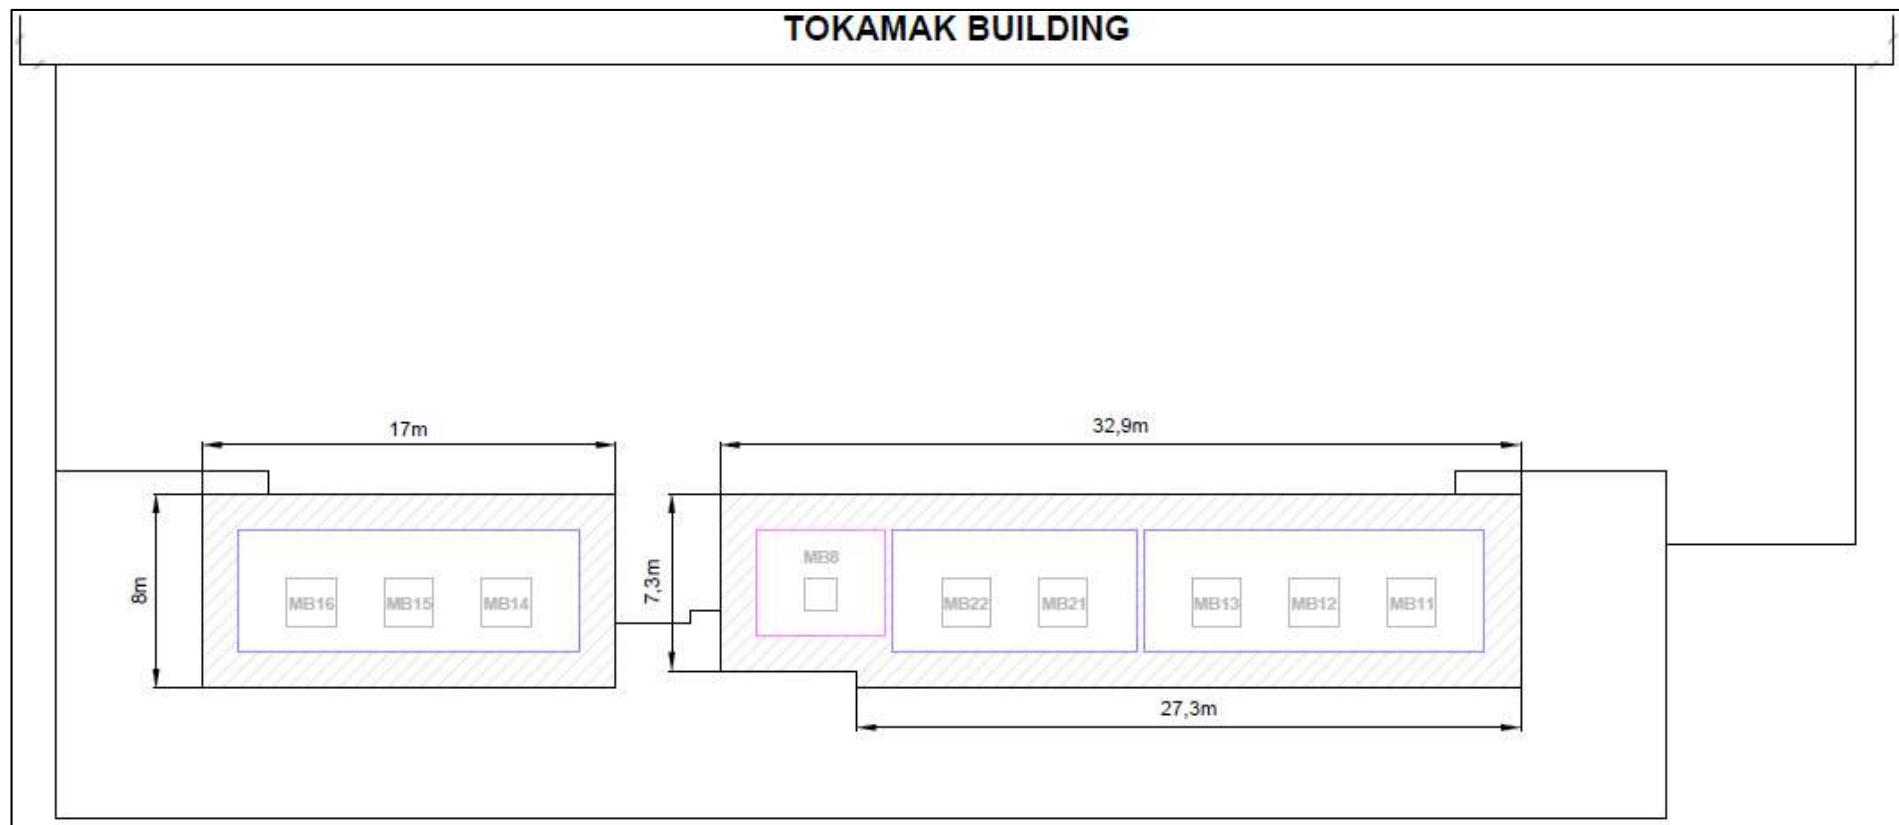 TOKAMAK BUILDING
17m
32,9m
8m
7,3m
MB8
MB16 MB15 MB14
MB22 MB21
MB13 MB12 MB11
27,3m